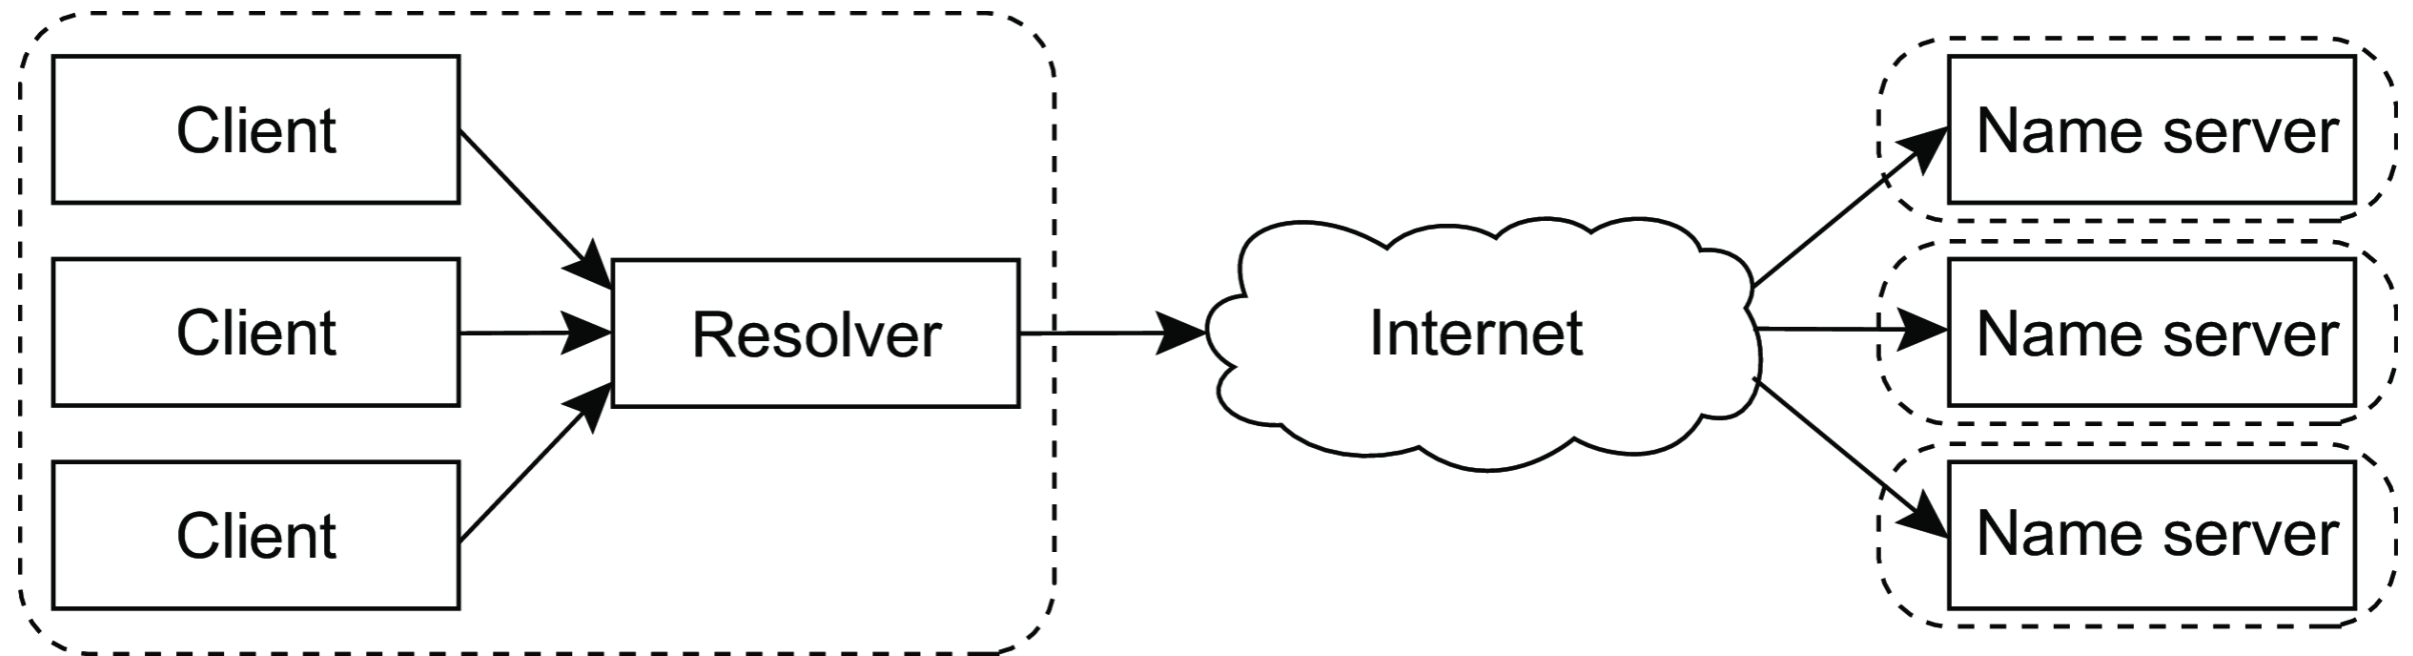 Client
Client
Client
Resolver
Internet
Name server
Name server
Name server